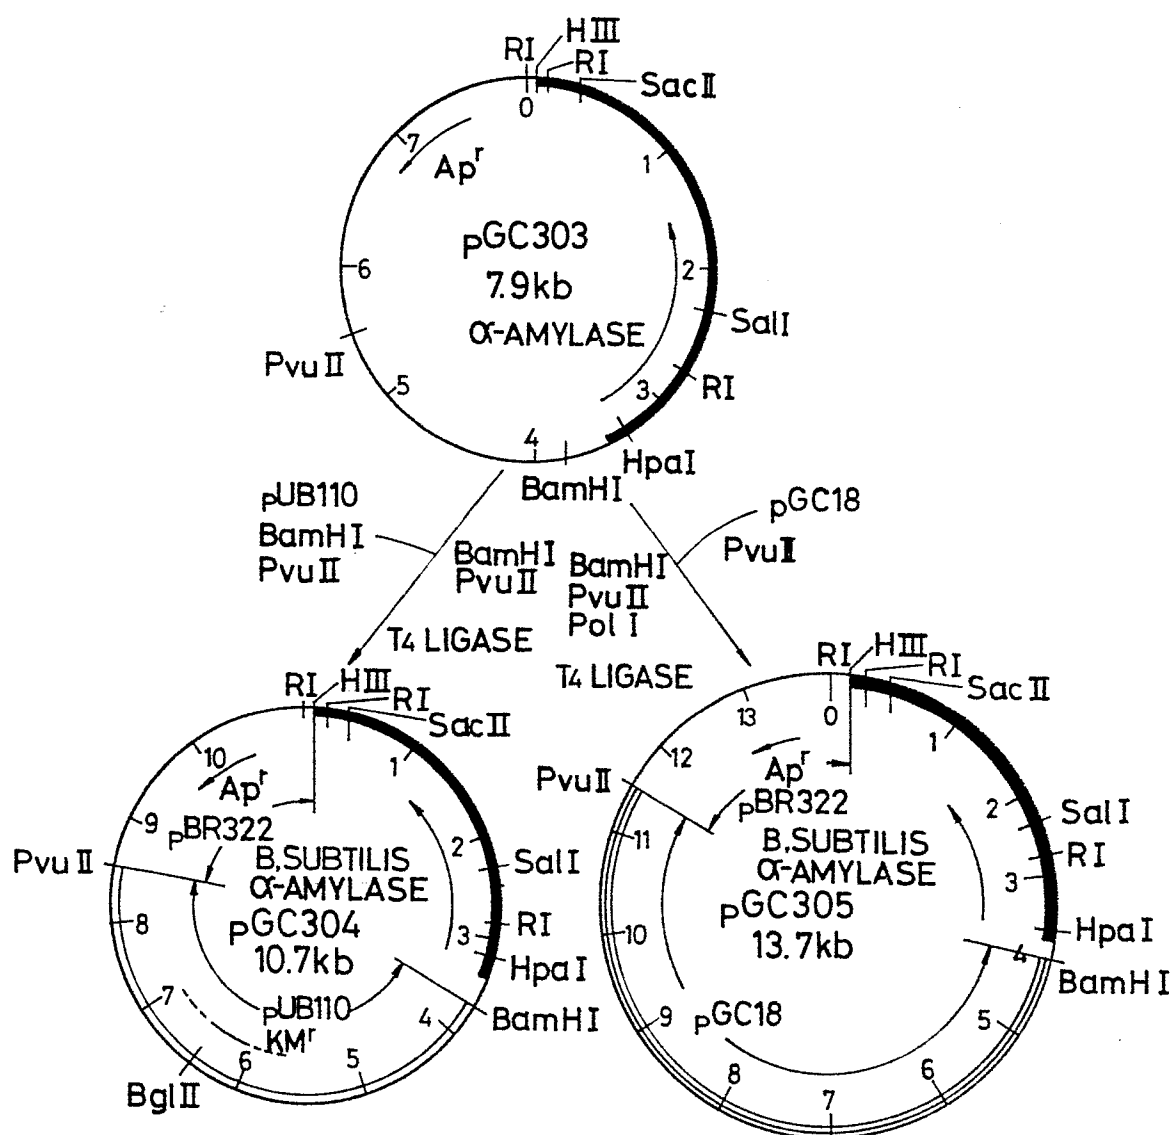 RI
HIII
RI
SacII
0
1
2
SalI
RI
3
HpaI
BamHI
4
5
PvuII
6
7
Apr
pGC303
7.9kb
α-AMYLASE
pUB110
BamHI
PvuII
BamHI
PvuII
T4 LIGASE
BamHI
PvuII
Pol I
T4 LIGASE
pGC18
PvuII
RI
HIII
RI
SacII
1
2
SalI
RI
3
HpaI
BamHI
4
5
6
BglII
7
8
PvuII
9
10
Apr
pBR322
B,SUBTILIS
α-AMYLASE
pGC304
10.7kb
pUB110
KMr
RI
HIII
RI
SacII
0
1
2
SalI
RI
3
HpaI
4
BamHI
5
6
7
8
9
10
11
PvuII
12
13
Apr
pBR322
B,SUBTILIS
α-AMYLASE
pGC305
13.7kb
pGC18